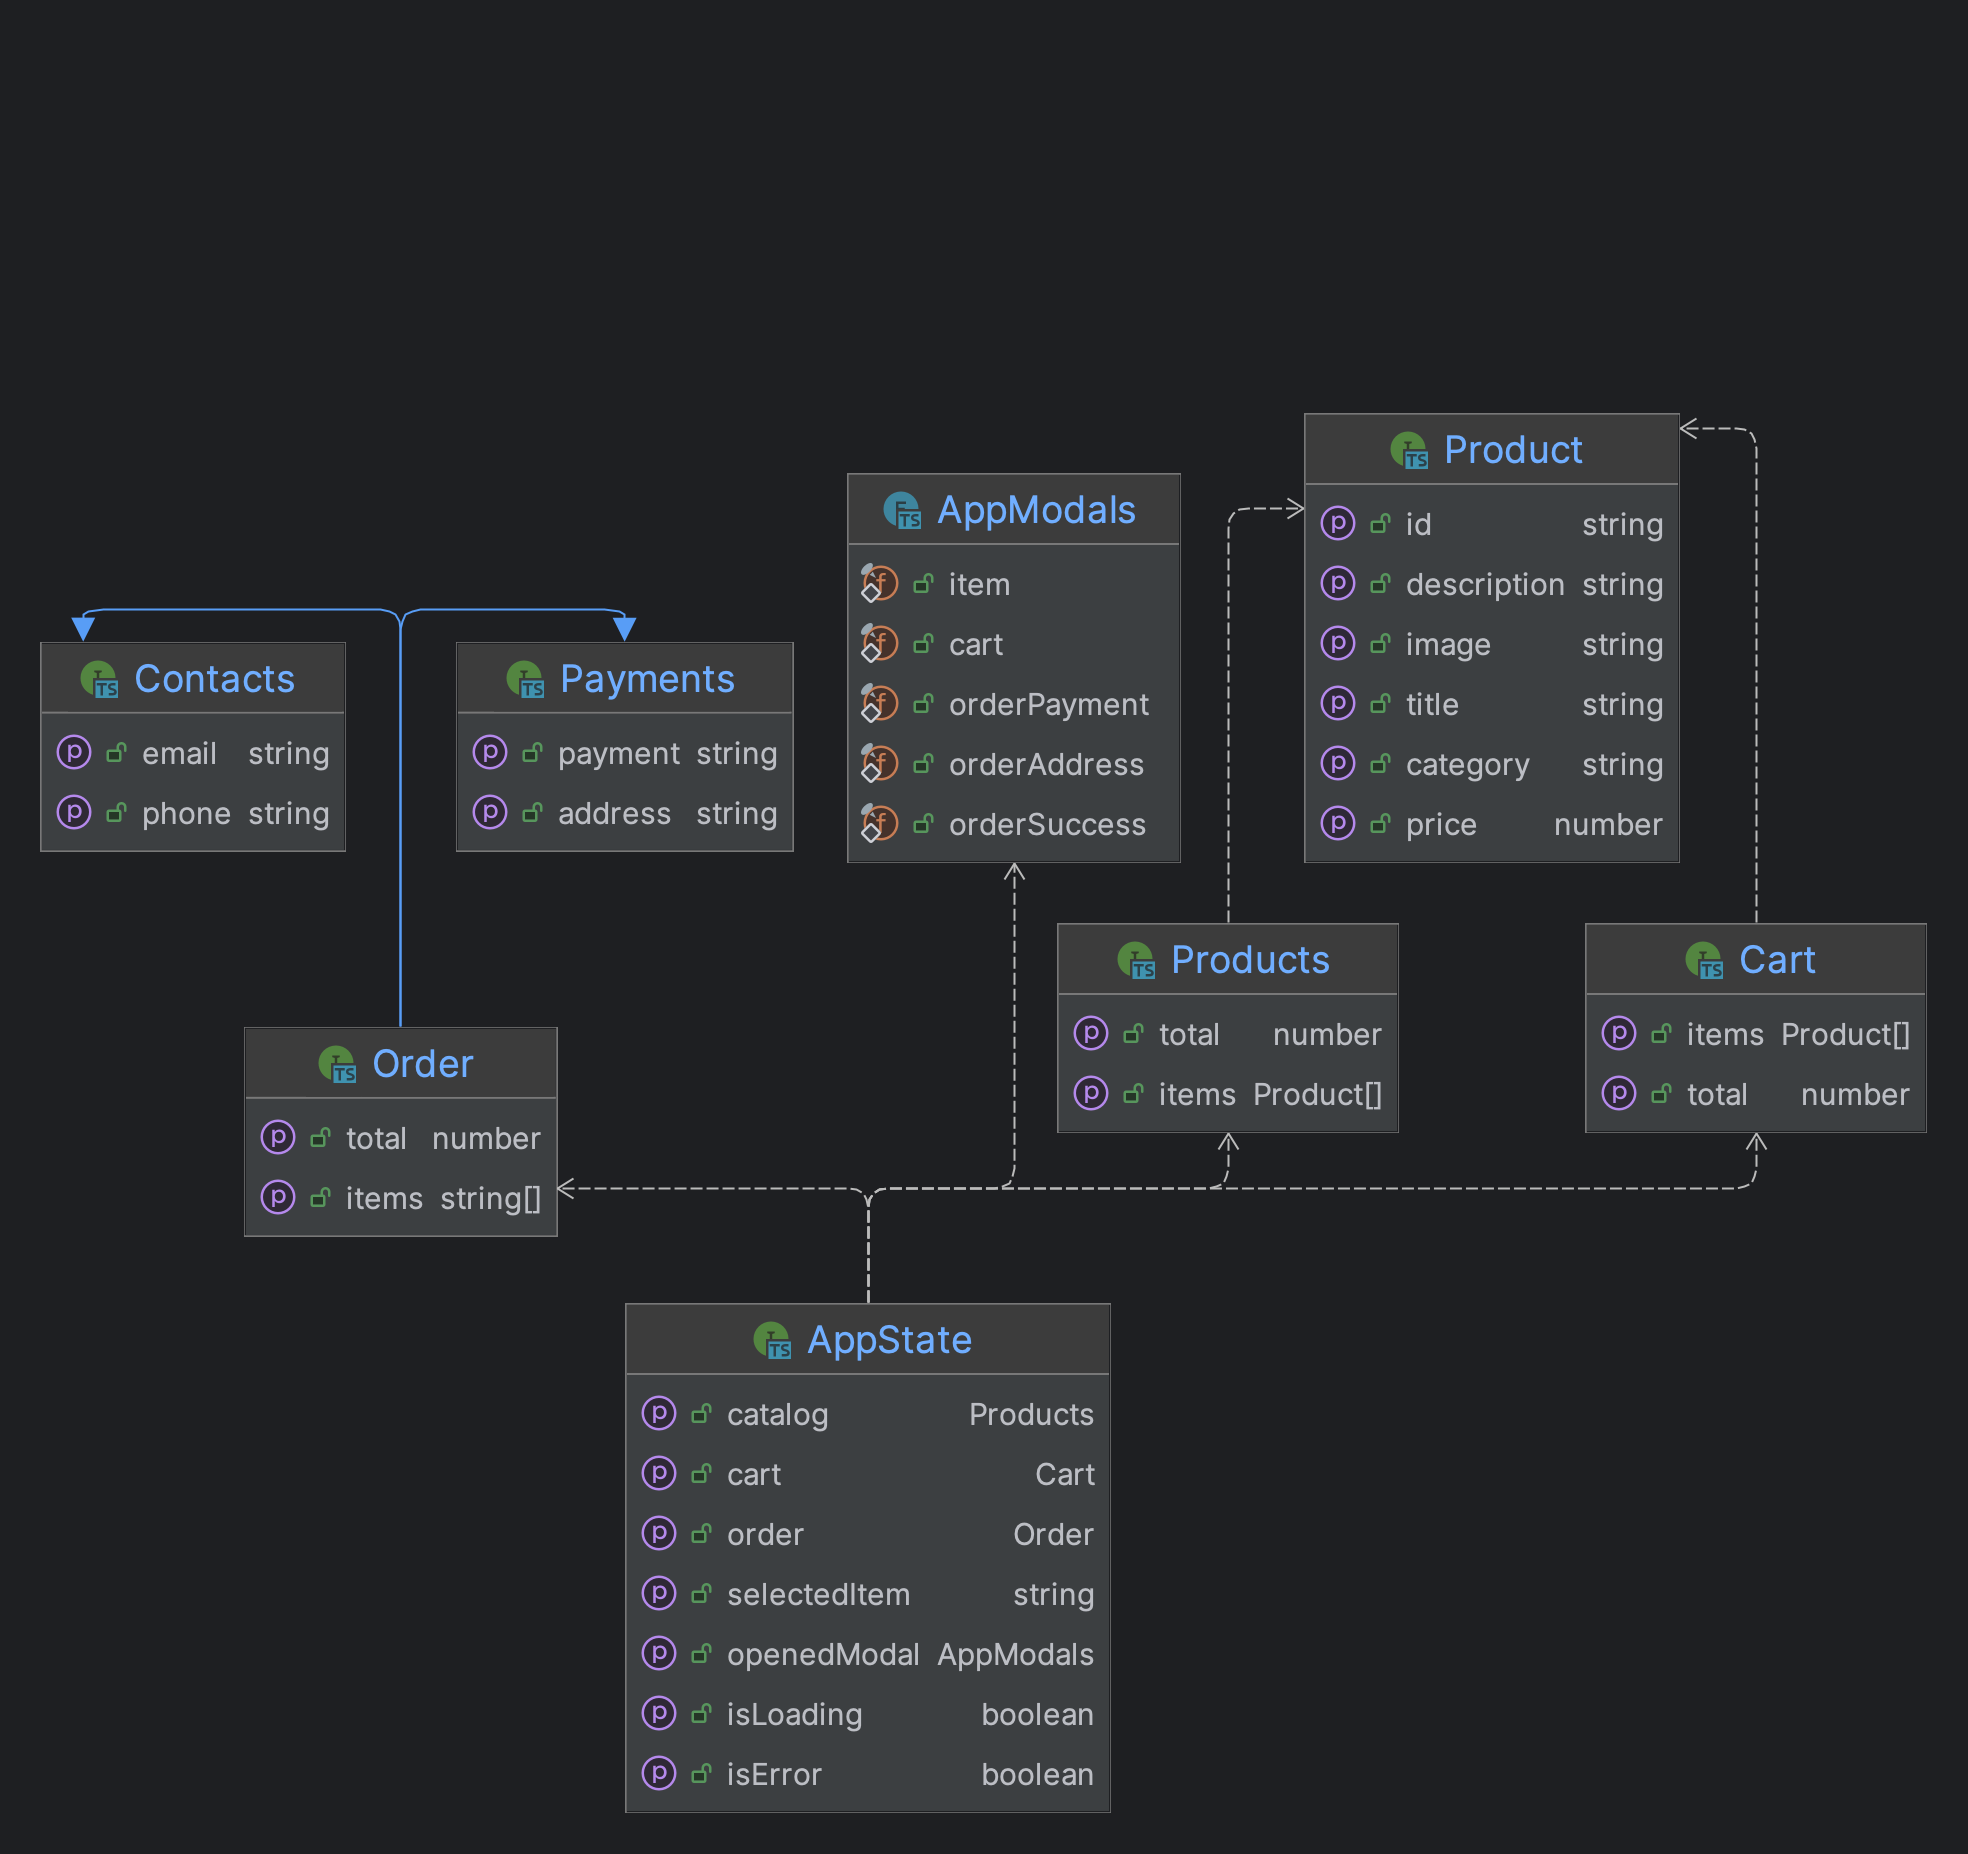 Product
id string
description string
image string
title string
category string
price number
AppModals
item
cart
orderPayment
orderAddress
orderSuccess
Contacts
email string
phone string
Payments
payment string
address string
Products
total number
items Product[]
Cart
items Product[]
total number
Order
total number
items string[]
AppState
catalog Products
cart Cart
order Order
selectedItem string
openedModal AppModals
isLoading boolean
isError boolean